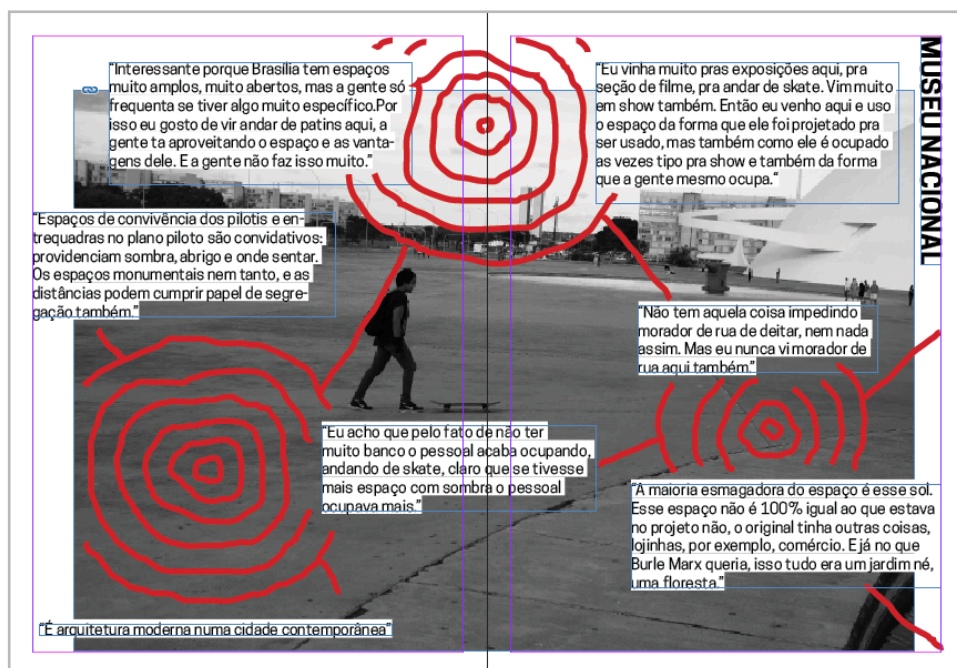 “Interessante porque Brasília tem espaços
muito amplos, muito abertos, mas a gente só
frequenta se tiver algo muito específico.Por
isso eu gosto de vir andar de patins aqui, a
gente ta aproveitando o espaço e as vanta-
gens dele. E a gente não faz isso muito.”
“Espaços de convivência dos pilotis e en-
trequadras no plano piloto são convidativos:
providenciam sombra, abrigo e onde sentar.
Os espaços monumentais nem tanto, e as
distâncias podem cumprir papel de segre-
gação também.”
“Eu acho que pelo fato de não ter
muito banco o pessoal acaba ocupando,
andando de skate, claro que se tivesse
mais espaço com sombra o pessoal
ocupava mais.”
“É arquitetura moderna numa cidade contemporânea”
“Eu vinha muito pras exposições aqui, pra
seção de filme, pra andar de skate. Vim muito
em show também. Então eu venho aqui e uso
o espaço da forma que ele foi projetado pra
ser usado, mas também como ele é ocupado
as vezes tipo pra show e também da forma
que a gente mesmo ocupa.“
MUSEU NACIONAL
“Não tem aquela coisa impedindo
morador de rua de deitar, nem nada
assim. Mas eu nunca vi morador de
rua aqui também.”
“A maioria esmagadora do espaço é esse sol.
Esse espaço não é 100% igual ao que estava
no projeto não, o original tinha outras coisas,
lojinhas, por exemplo, comércio. E já no que
Burle Marx queria, isso tudo era um jardim né,
uma floresta.”